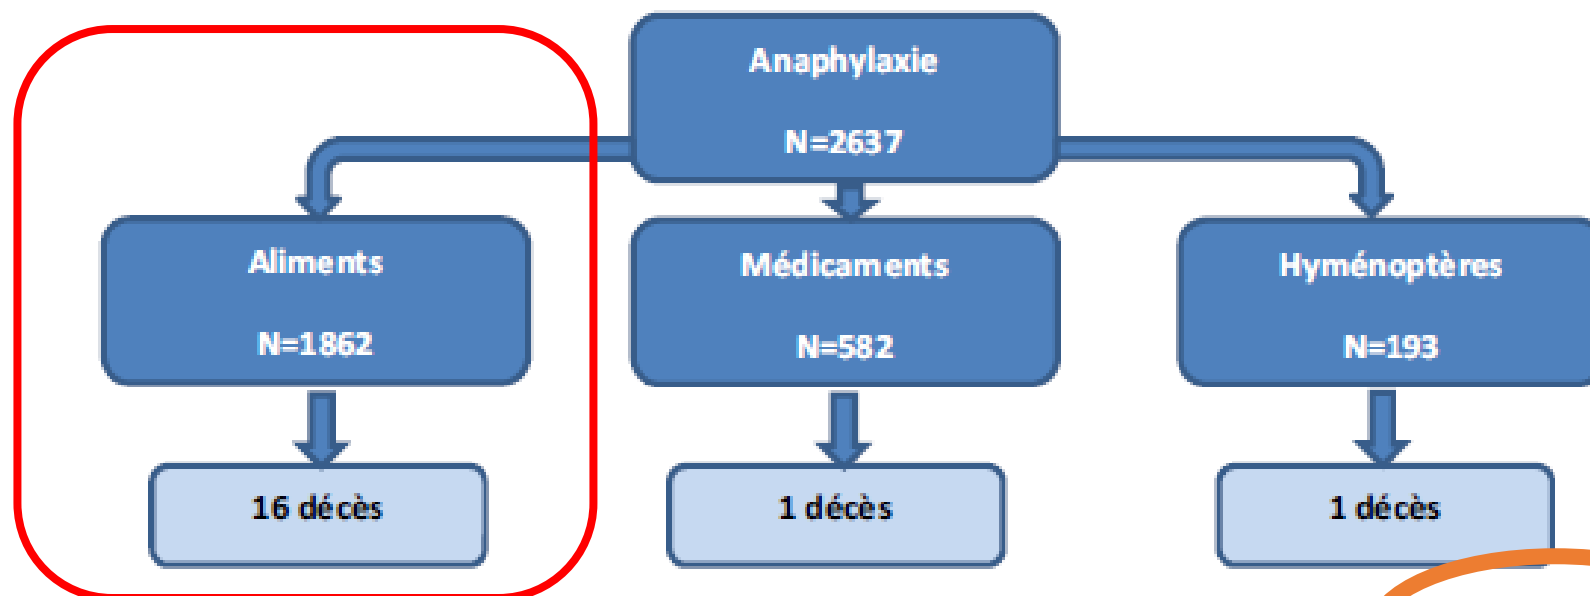 Anaphylaxie
N=2637
Aliments
N=1862
Médicaments
N=582
Hyménoptères
N=193
16 décès
1 décès
1 décès